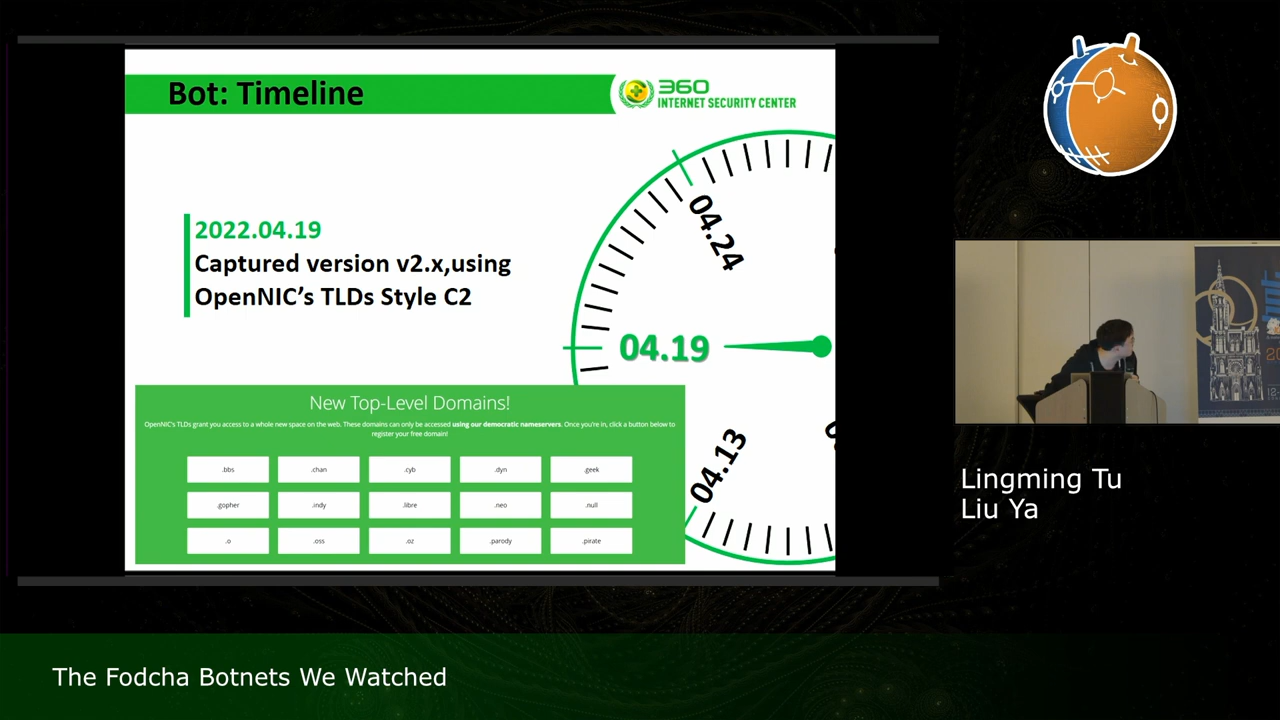 Bot: Timeline
360
INTERNET SECURITY CENTER
2022.04.19
Captured version v2.x,using
OpenNIC's TLDs Style C2
04.24
04.19
04.13
New Top-Level Domains!
OpenNIC's TLDs grant you access to a whole new space on the web. These domains can only be accessed using our democratic nameservers. Once you're in, click a button below to
register your free domain!
.bbs
.chan
.cyb
.dyn
.geek
.gopher
.indy
.libre
.neo
.null
.o
.oss
.oz
.parody
.pirate
Lingming Tu
Liu Ya
The Fodcha Botnets We Watched